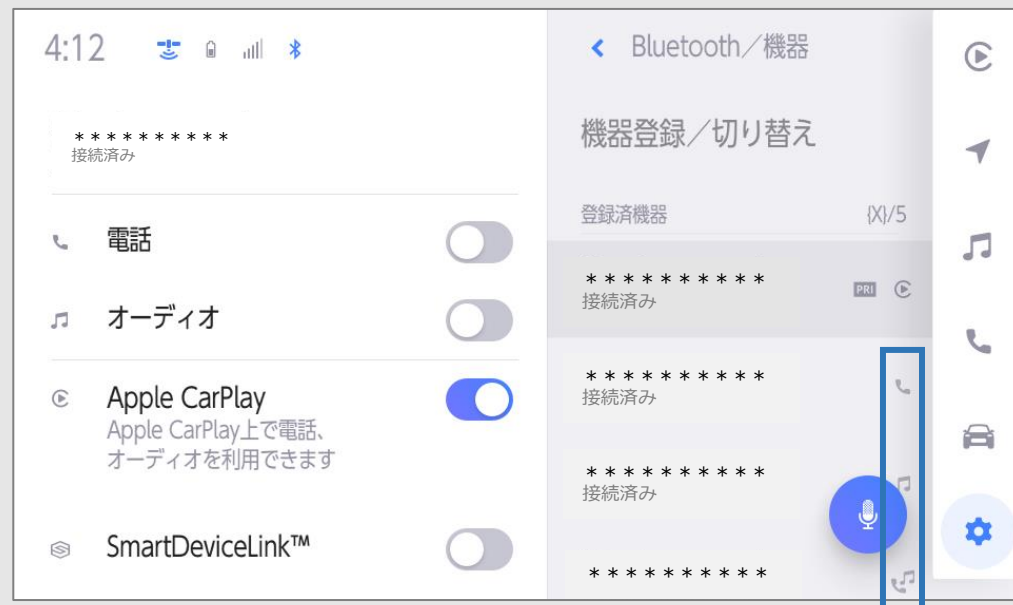 4:12
＊＊＊＊＊＊＊＊＊＊
接続済み
電話
オーディオ
Apple CarPlay
Apple CarPlay上で電話、
オーディオを利用できます
SmartDeviceLink™
Bluetooth／機器
機器登録／切り替え
登録済機器 {X}/5
＊＊＊＊＊＊＊＊＊＊
接続済み PRI
＊＊＊＊＊＊＊＊＊＊
接続済み
＊＊＊＊＊＊＊＊＊＊
接続済み
＊＊＊＊＊＊＊＊＊＊